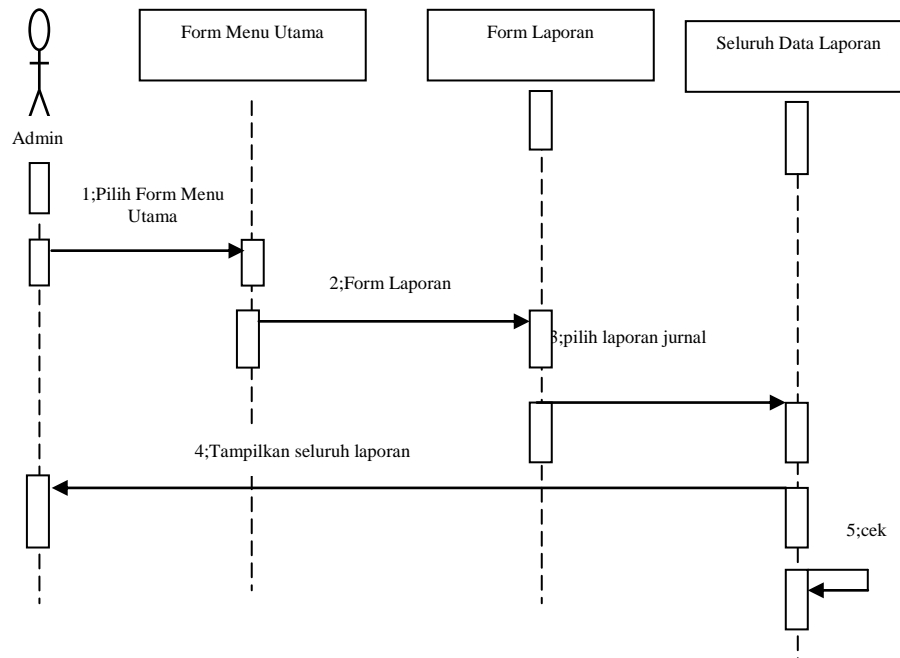 Form Menu Utama
Form Laporan
Seluruh Data Laporan
Admin
1;Pilih Form Menu
Utama
2;Form Laporan
3;pilih laporan jurnal
4;Tampilkan seluruh laporan
5;cek